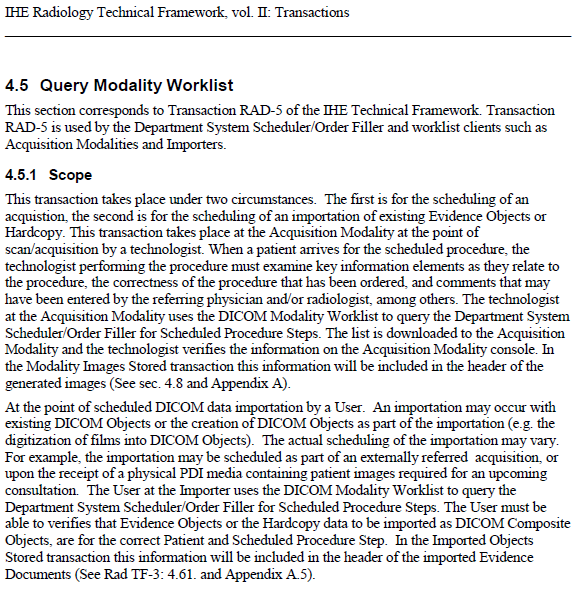 IHE Radiology Technical Framework, vol. II: Transactions
4.5 Query Modality Worklist
This section corresponds to Transaction RAD-5 of the IHE Technical Framework. Transaction
RAD-5 is used by the Department System Scheduler/Order Filler and worklist clients such as
Acquisition Modalities and Importers.
4.5.1 Scope
This transaction takes place under two circumstances. The first is for the scheduling of an
acquistion, the second is for the scheduling of an importation of existing Evidence Objects or
Hardcopy. This transaction takes place at the Acquisition Modality at the point of
scan/acquisition by a technologist. When a patient arrives for the scheduled procedure, the
technologist performing the procedure must examine key information elements as they relate to
the procedure, the correctness of the procedure that has been ordered, and comments that may
have been entered by the referring physician and/or radiologist, among others. The technologist
at the Acquisition Modality uses the DICOM Modality Worklist to query the Department System
Scheduler/Order Filler for Scheduled Procedure Steps. The list is downloaded to the Acquisition
Modality and the technologist verifies the information on the Acquisition Modality console. In
the Modality Images Stored transaction this information will be included in the header of the
generated images (See sec. 4.8 and Appendix A).
At the point of scheduled DICOM data importation by a User. An importation may occur with
existing DICOM Objects or the creation of DICOM Objects as part of the importation (e.g. the
digitization of films into DICOM Objects). The actual scheduling of the importation may vary.
For example, the importation may be scheduled as part of an externally referred acquisition, or
upon the receipt of a physical PDI media containing patient images required for an upcoming
consultation. The User at the Importer uses the DICOM Modality Worklist to query the
Department System Scheduler/Order Filler for Scheduled Procedure Steps. The User must be
able to verifies that Evidence Objects or the Hardcopy data to be imported as DICOM Composite
Objects, are for the correct Patient and Scheduled Procedure Step. In the Imported Objects
Stored transaction this information will be included in the header of the imported Evidence
Documents (See Rad TF-3: 4.61. and Appendix A.5).